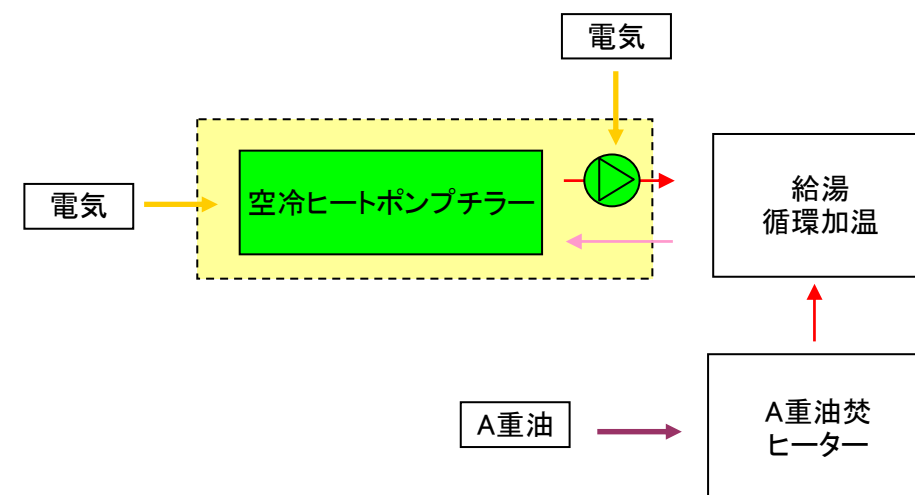 電気
電気
空冷ヒートポンプチラー
給湯
循環加温
A重油
A重油焚
ヒーター